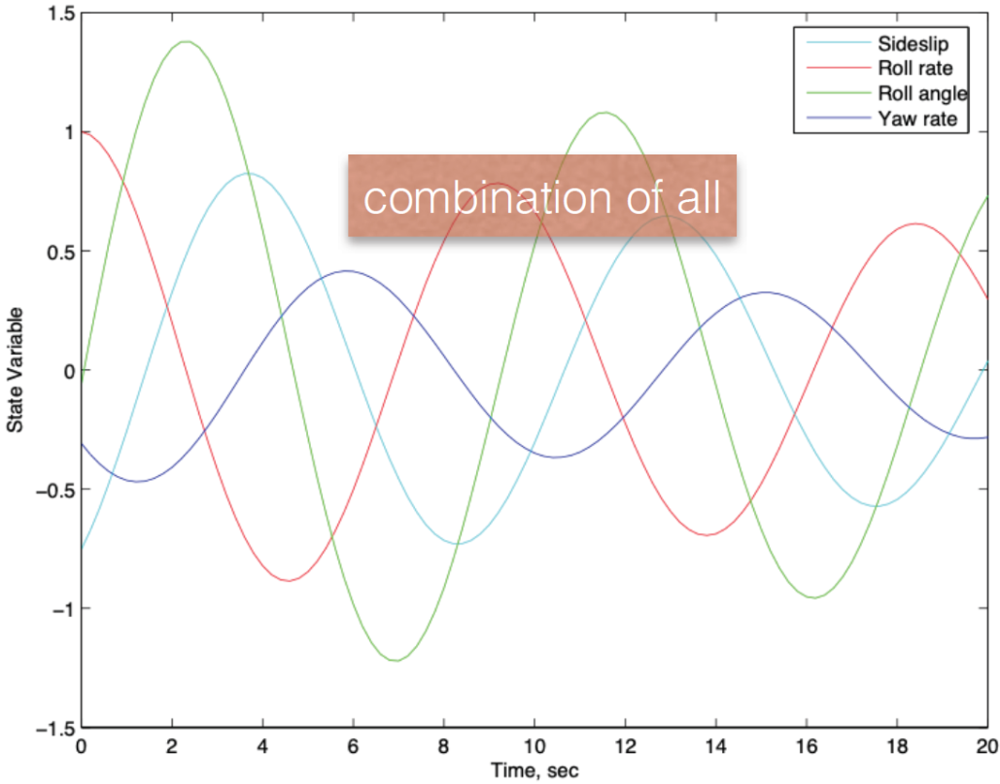 1.5
Sideslip
Roll rate
Roll angle
Yaw rate
1
combination of all
0.5
State Variable
0
−0.5
−1
−1.5
0 2 4 6 8 10 12 14 16 18 20
Time, sec